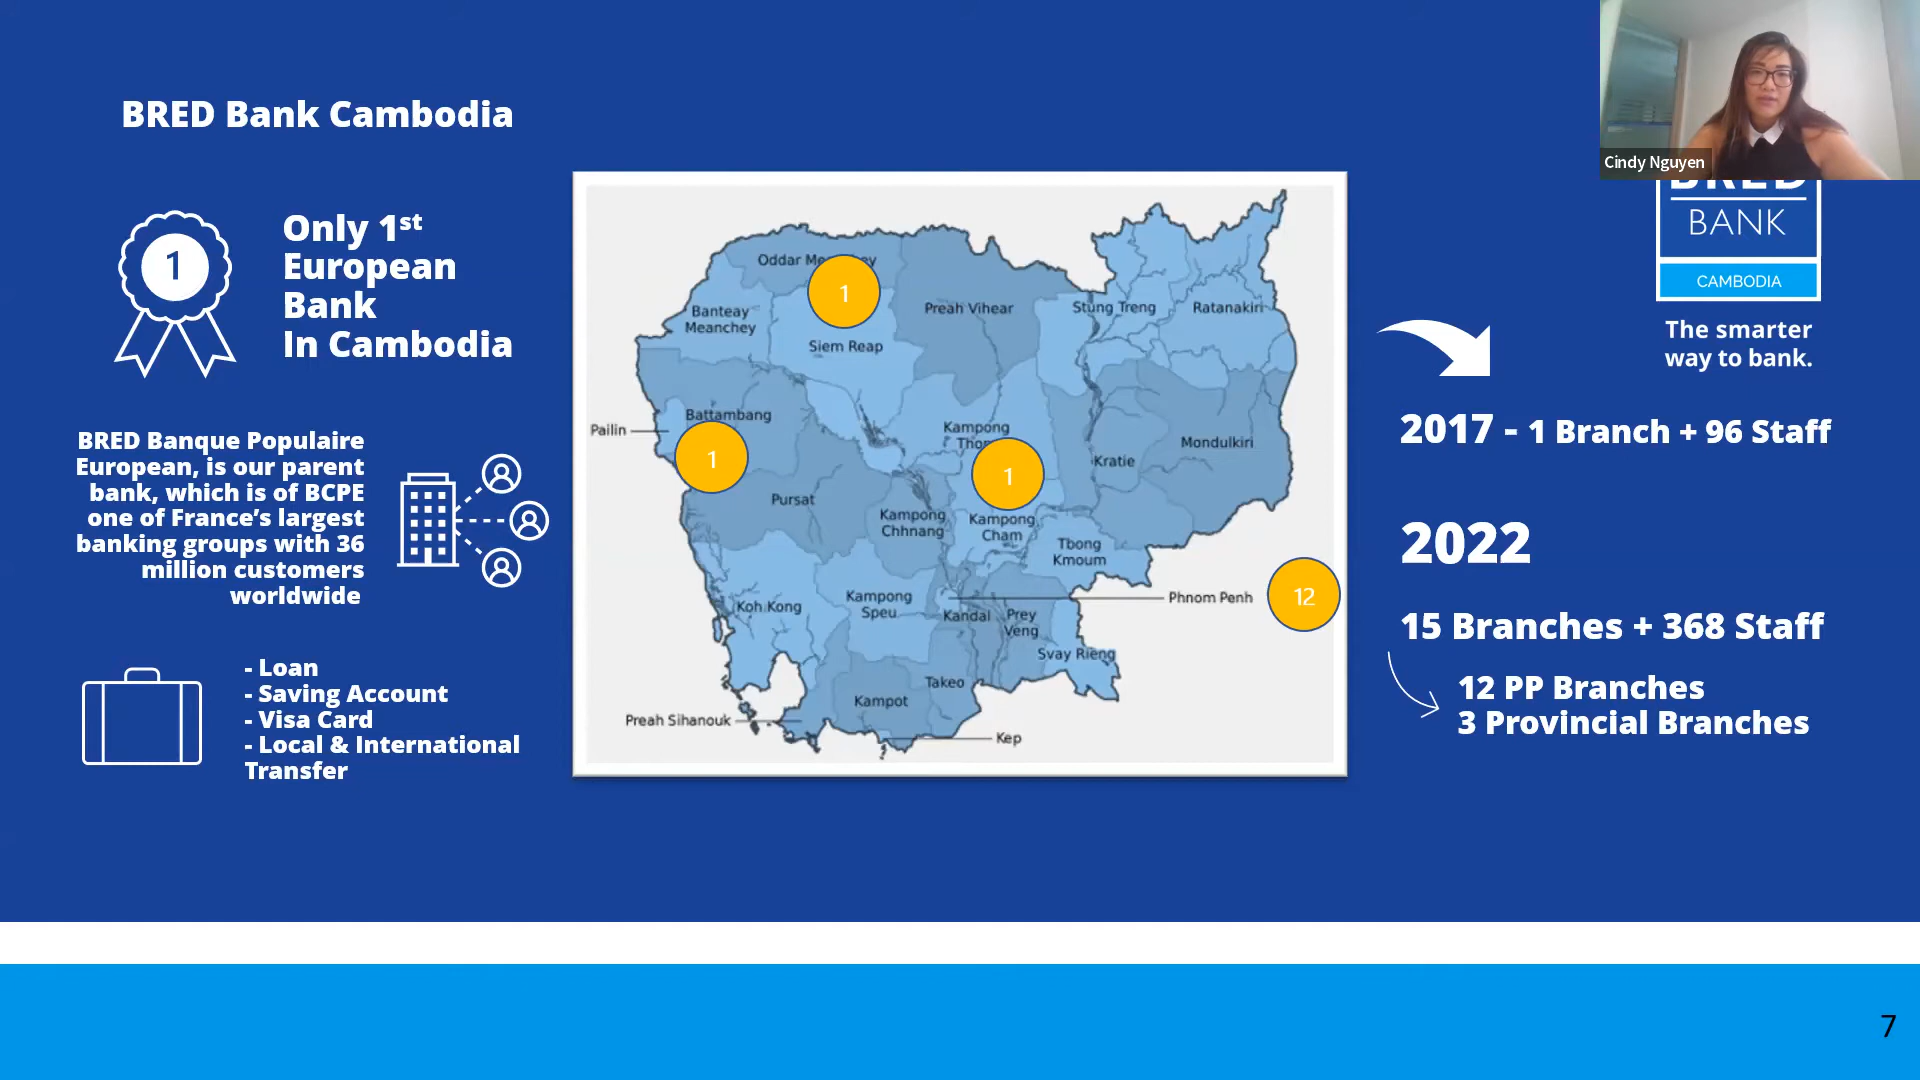 BRED Bank Cambodia
1
Only 1st
European
Bank
In Cambodia
BRED Banque Populaire
European, is our parent
bank, which is of BCPE
one of France's largest
banking groups with 36
million customers
worldwide
- Loan
- Saving Account
- Visa Card
- Local & International
Transfer
Oddar Me ey
1
Preah Vihear
Stung Treng
Ratanakiri
Banteay
Meanchey
Siem Reap
Battambang
Pailin
1
Kampong
Thom
1
Kratie
Mondulkiri
Pursat
Kampong
Chhnang
Kampong
Cham
Tbong
Kmoum
Koh Kong
Kampong
Speu
Kandal
Prey
Veng
Phnom Penh
12
Svay Rieng
Takeo
Kampot
Preah Sihanouk
Kep
Cindy Nguyen
BRED
BANK
CAMBODIA
The smarter
way to bank.
2017 - 1 Branch + 96 Staff
2022
15 Branches + 368 Staff
12 PP Branches
3 Provincial Branches
7